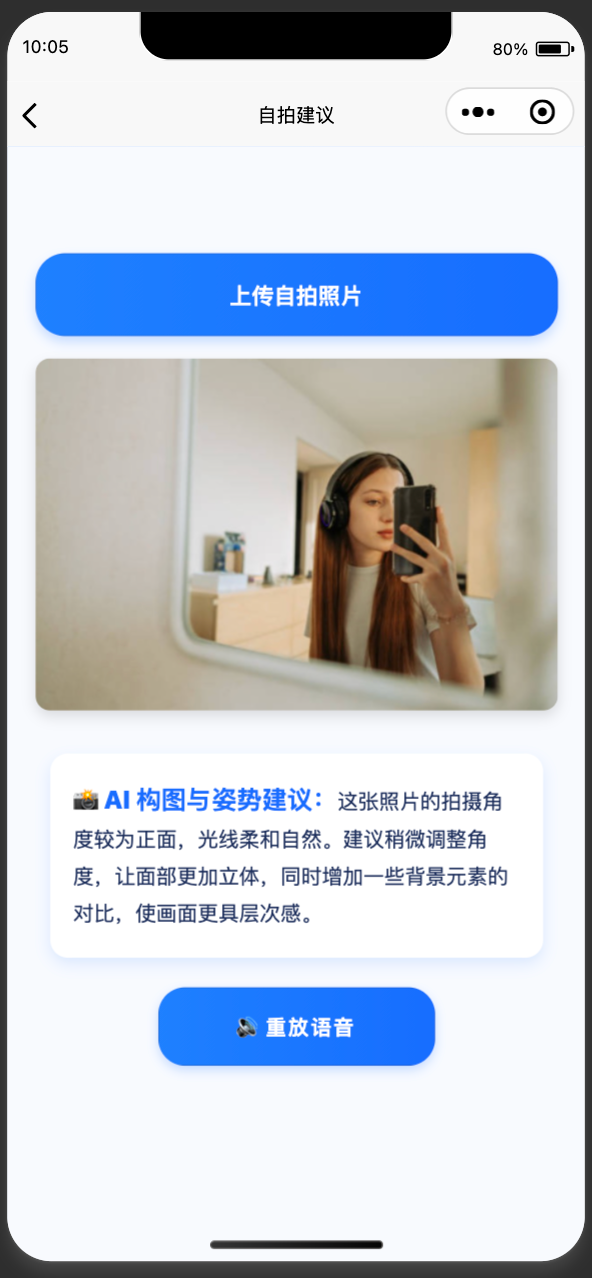 10:05
80%
自拍建议
上传自拍照片
📸 AI 构图与姿势建议：这张照片的拍摄角
度较为正面，光线柔和自然。建议稍微调整角
度，让面部更加立体，同时增加一些背景元素的
对比，使画面更具层次感。
🔊 重放语音